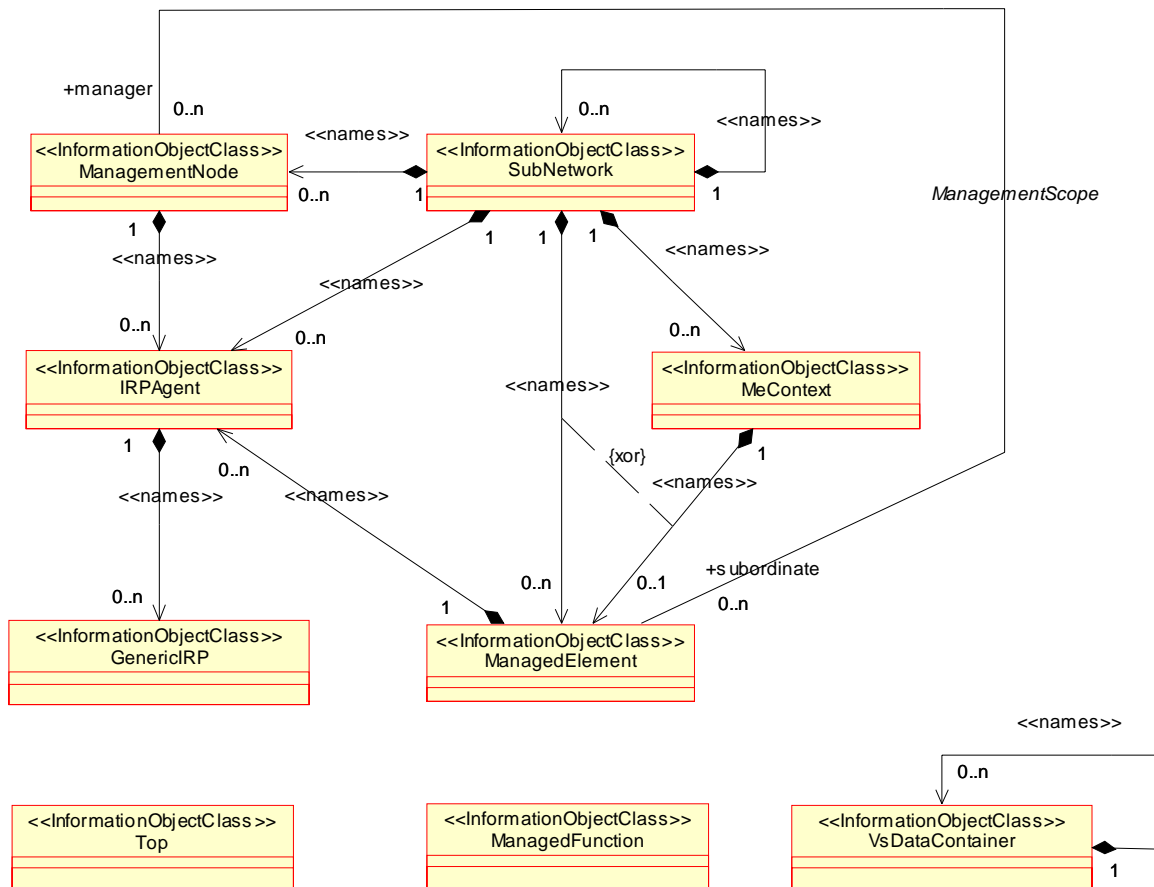 +manager
0..n
0..n
<<names>>
<<names>>
<<InformationObjectClass>>
ManagementNode
<<InformationObjectClass>>
SubNetwork
0..n
1
1
ManagementScope
1
1
1
1
<<names>>
<<names>>
<<names>>
0..n
0..n
0..n
<<InformationObjectClass>>
IRPAgent
<<InformationObjectClass>>
MeContext
<<names>>
1
0..n
{xor}
1
<<names>>
<<names>>
<<names>>
+subordinate
0..n
0..n
0..1
0..n
1
<<InformationObjectClass>>
GenericIRP
<<InformationObjectClass>>
ManagedElement
<<names>>
0..n
<<InformationObjectClass>>
Top
<<InformationObjectClass>>
ManagedFunction
<<InformationObjectClass>>
VsDataContainer
1